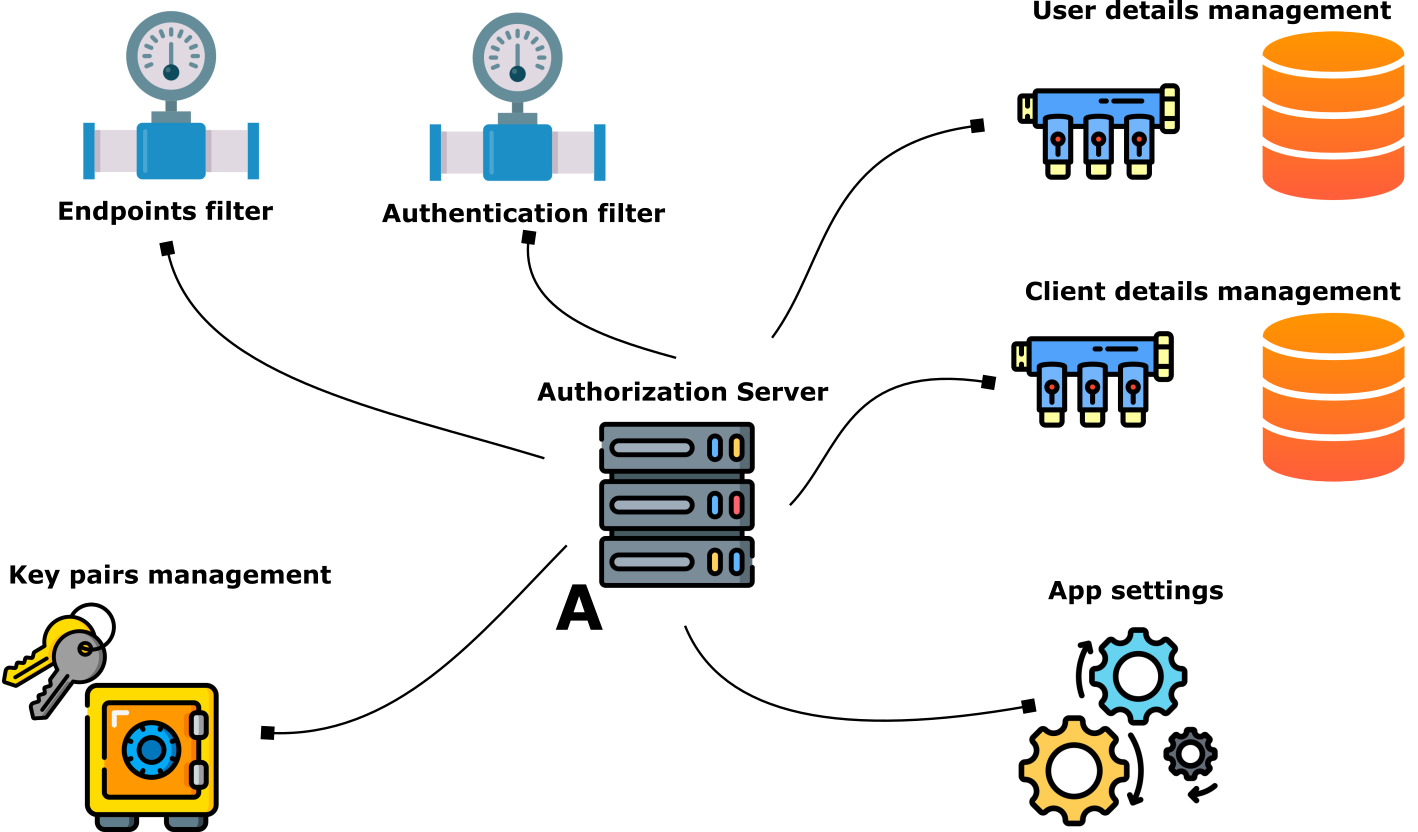 User details management
Endpoints filter
Authentication filter
Client details management
Authorization Server
A
Key pairs management
App settings